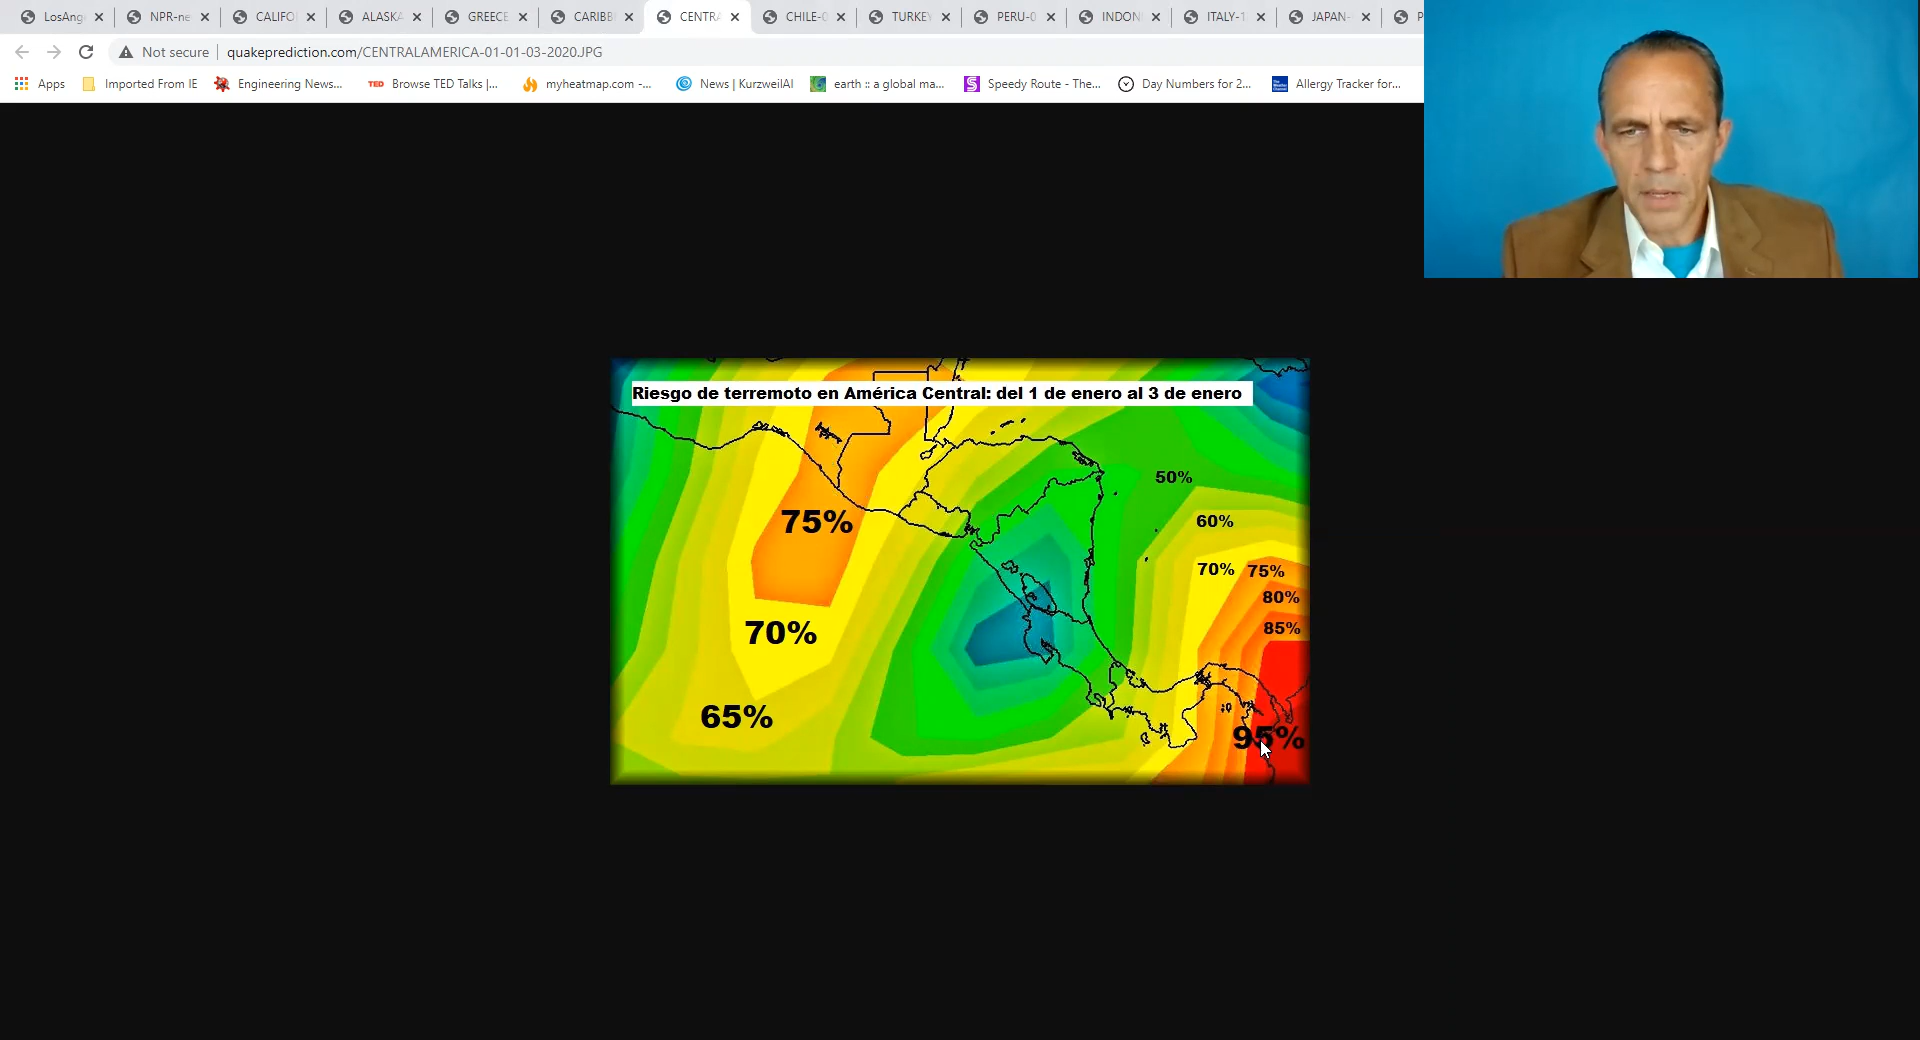 LosAng
NPR-ne
CALIFO
ALASKA
GREECE
CARIBB
CENTRA
CHILE-0
TURKEY
PERU-0
INDON
ITALY-1
JAPAN-
P
Not secure
quakeprediction.com/CENTRALAMERICA-01-01-03-2020.JPG
Apps
Imported From IE
Engineering News...
TED
Browse TED Talks |...
myheatmap.com -...
News | KurzweilAI
earth :: a global ma...
Speedy Route - The...
Day Numbers for 2...
Allergy Tracker for...
Riesgo de terremoto en América Central: del 1 de enero al 3 de enero
50%
75%
60%
70%
75%
80%
85%
70%
65%
95%